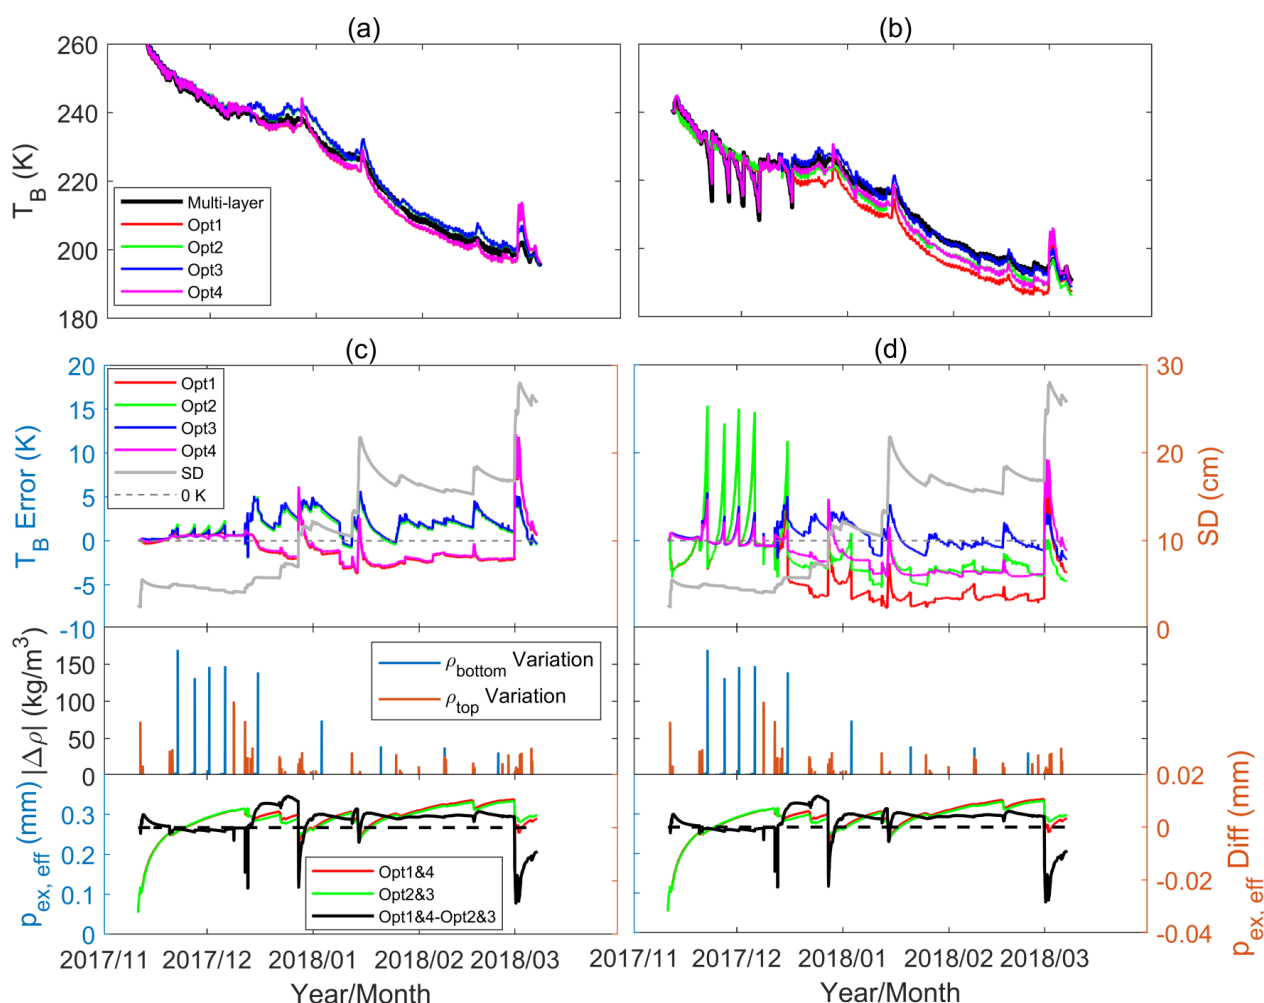 (a)
(b)
260
240
220
200
180
T_B (K)
Multi-layer
Opt1
Opt2
Opt3
Opt4
(c)
(d)
20
15
10
5
0
-5
-10
T_B Error (K)
Opt1
Opt2
Opt3
Opt4
SD
0 K
30
20
10
0
SD (cm)
150
100
50
0
|Δρ| (kg/m³)
ρ_bottom Variation
ρ_top Variation
0.3
0.2
0.1
0
p_ex, eff (mm)
Opt1&4
Opt2&3
Opt1&4-Opt2&3
0.02
0
-0.02
-0.04
p_ex, eff Diff (mm)
2017/11 2017/12 2018/01 2018/02 2018/03
2017/11 2017/12 2018/01 2018/02 2018/03
Year/Month
Year/Month